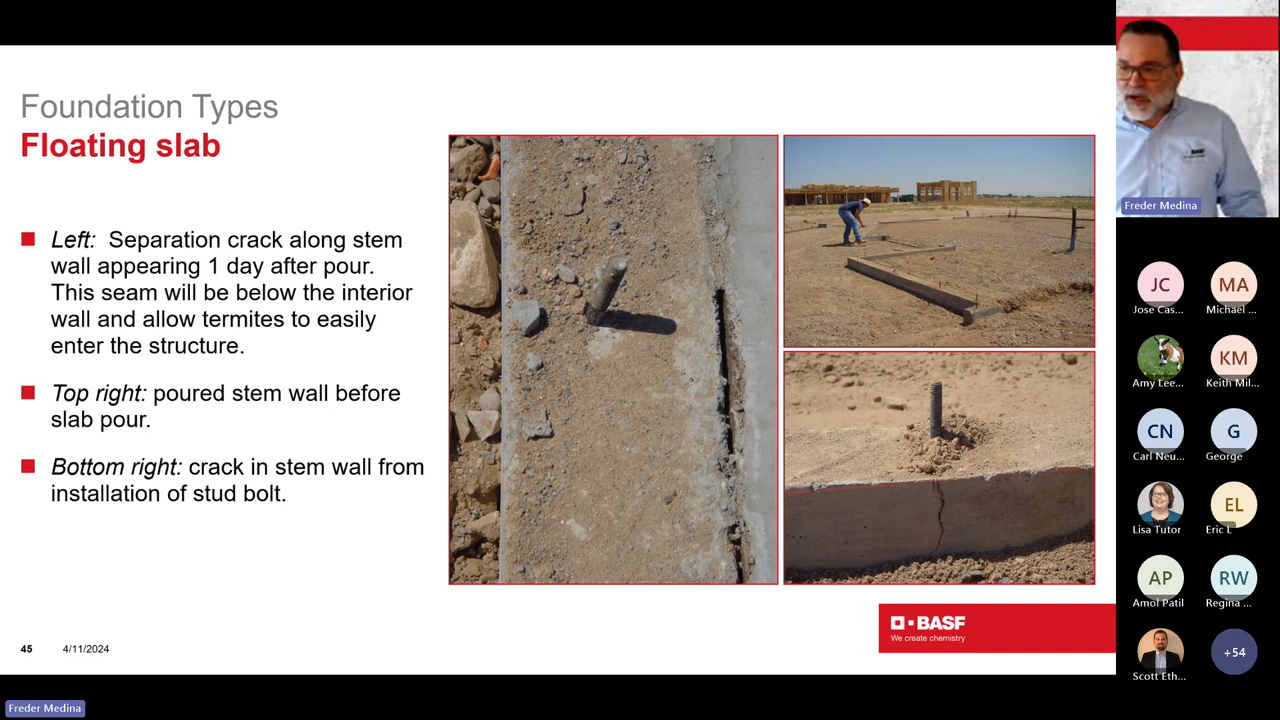 Foundation Types
Floating slab
Left: Separation crack along stem
wall appearing 1 day after pour.
This seam will be below the interior
wall and allow termites to easily
enter the structure.
Top right: poured stem wall before
slab pour.
Bottom right: crack in stem wall from
installation of stud bolt.
BASF
We create chemistry
45
4/11/2024
Freder Medina
BASF
Freder Medina
JC
MA
Jose Cas...
Michael ...
KM
Amy Lee...
Keith Mil...
CN
G
Carl Neu...
George
EL
Lisa Tutor
Eric L
AP
RW
Amol Patil
Regina ...
Scott Eth...
+54